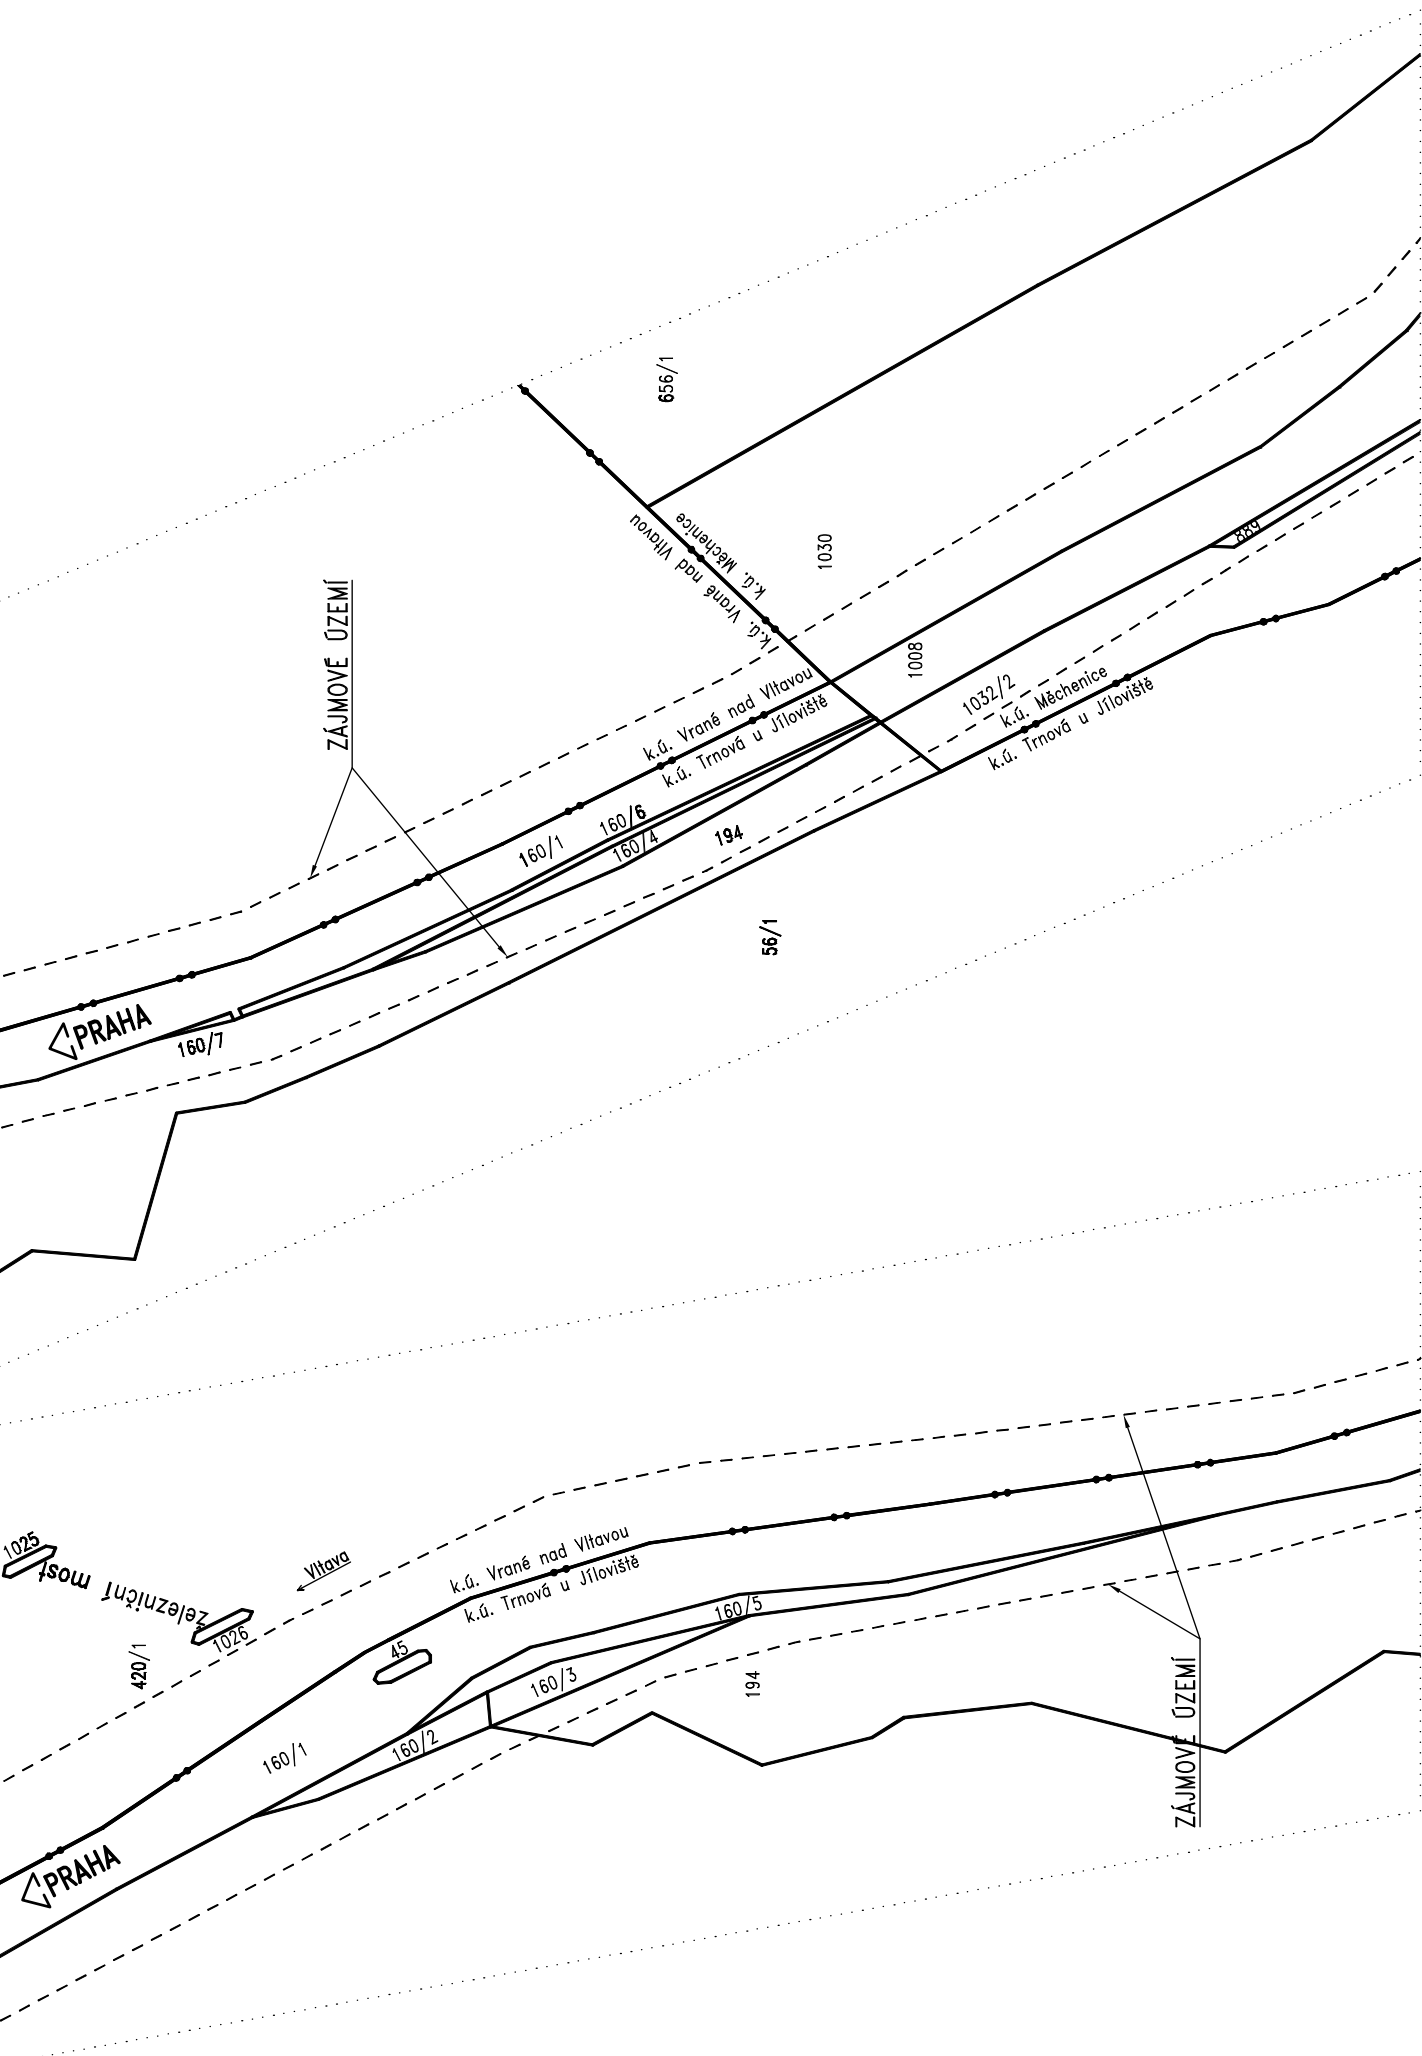 656/1
k.ú. Měchenice
k.ú. Vrané nad Vltavou
1030
ZÁJMOVÉ ÚZEMÍ
889
1008
1032/2
k.ú. Vrané nad Vltavou
k.ú. Trnová u Jíloviště
k.ú. Měchenice
k.ú. Trnová u Jíloviště
160/6
160/1
160/4
194
56/1
PRAHA
160/7
1025
železniční most
1026
Vltava
k.ú. Vrané nad Vltavou
k.ú. Trnová u Jíloviště
420/1
45
160/5
160/3
194
160/2
160/1
ZÁJMOVÉ ÚZEMÍ
PRAHA